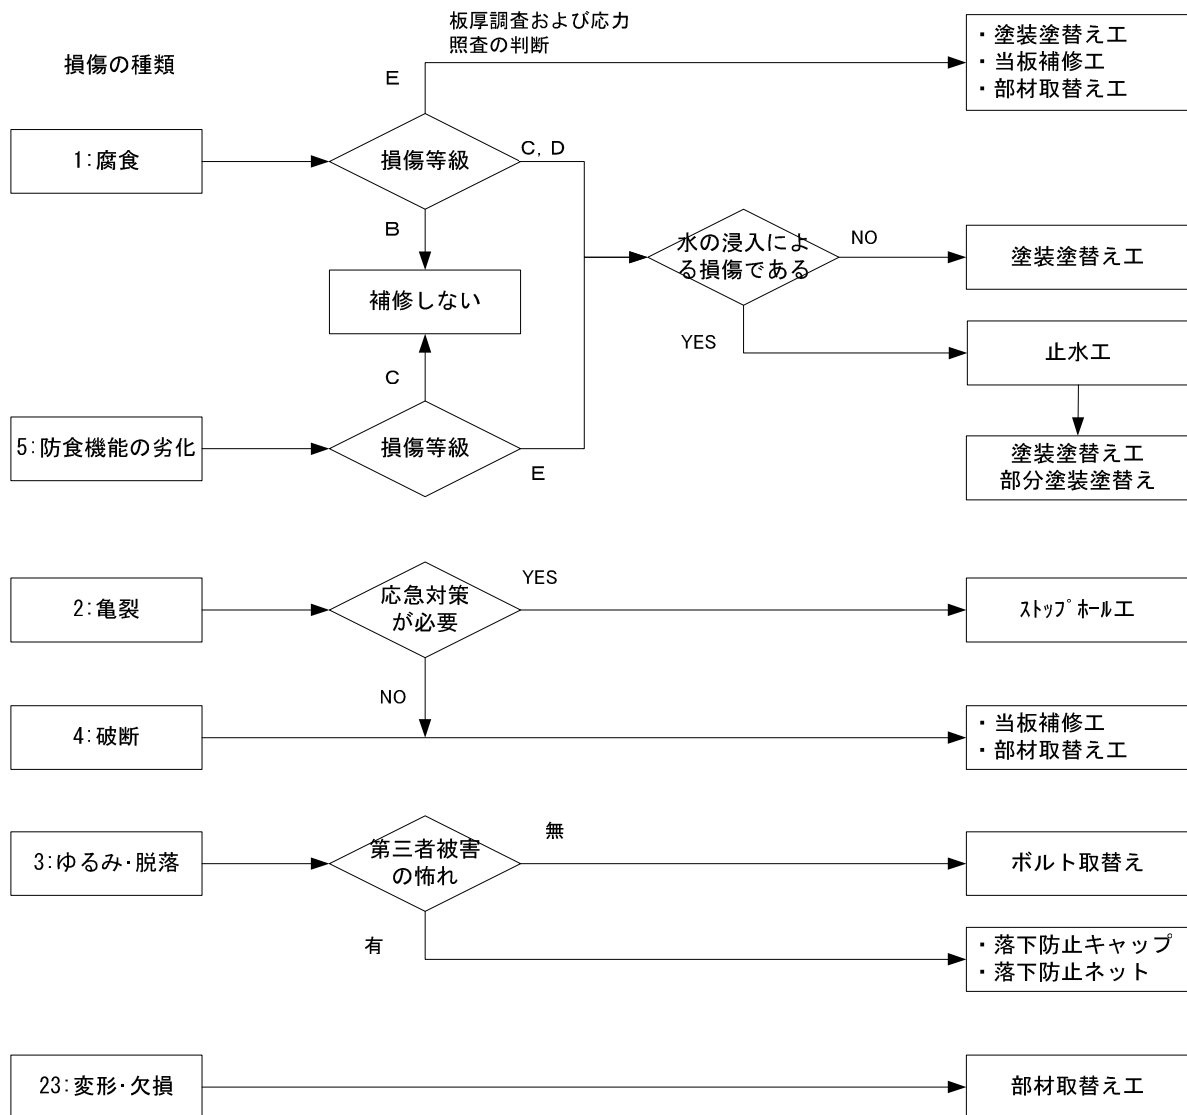 板厚調査および応力
照査の判断
損傷の種類
・塗装塗替え工
・当板補修工
・部材取替え工
E
1:腐食
損傷等級
C, D
B
水の浸入によ
る損傷である
NO
塗装塗替え工
補修しない
YES
止水工
C
5:防食機能の劣化
損傷等級
E
塗装塗替え工
部分塗装塗替え
2:亀裂
応急対策
が必要
YES
ｽﾄｯﾌﾟﾎｰﾙ工
NO
4:破断
・当板補修工
・部材取替え工
3:ゆるみ・脱落
第三者被害
の怖れ
無
ボルト取替え
有
・落下防止キャップ
・落下防止ネット
23:変形・欠損
部材取替え工